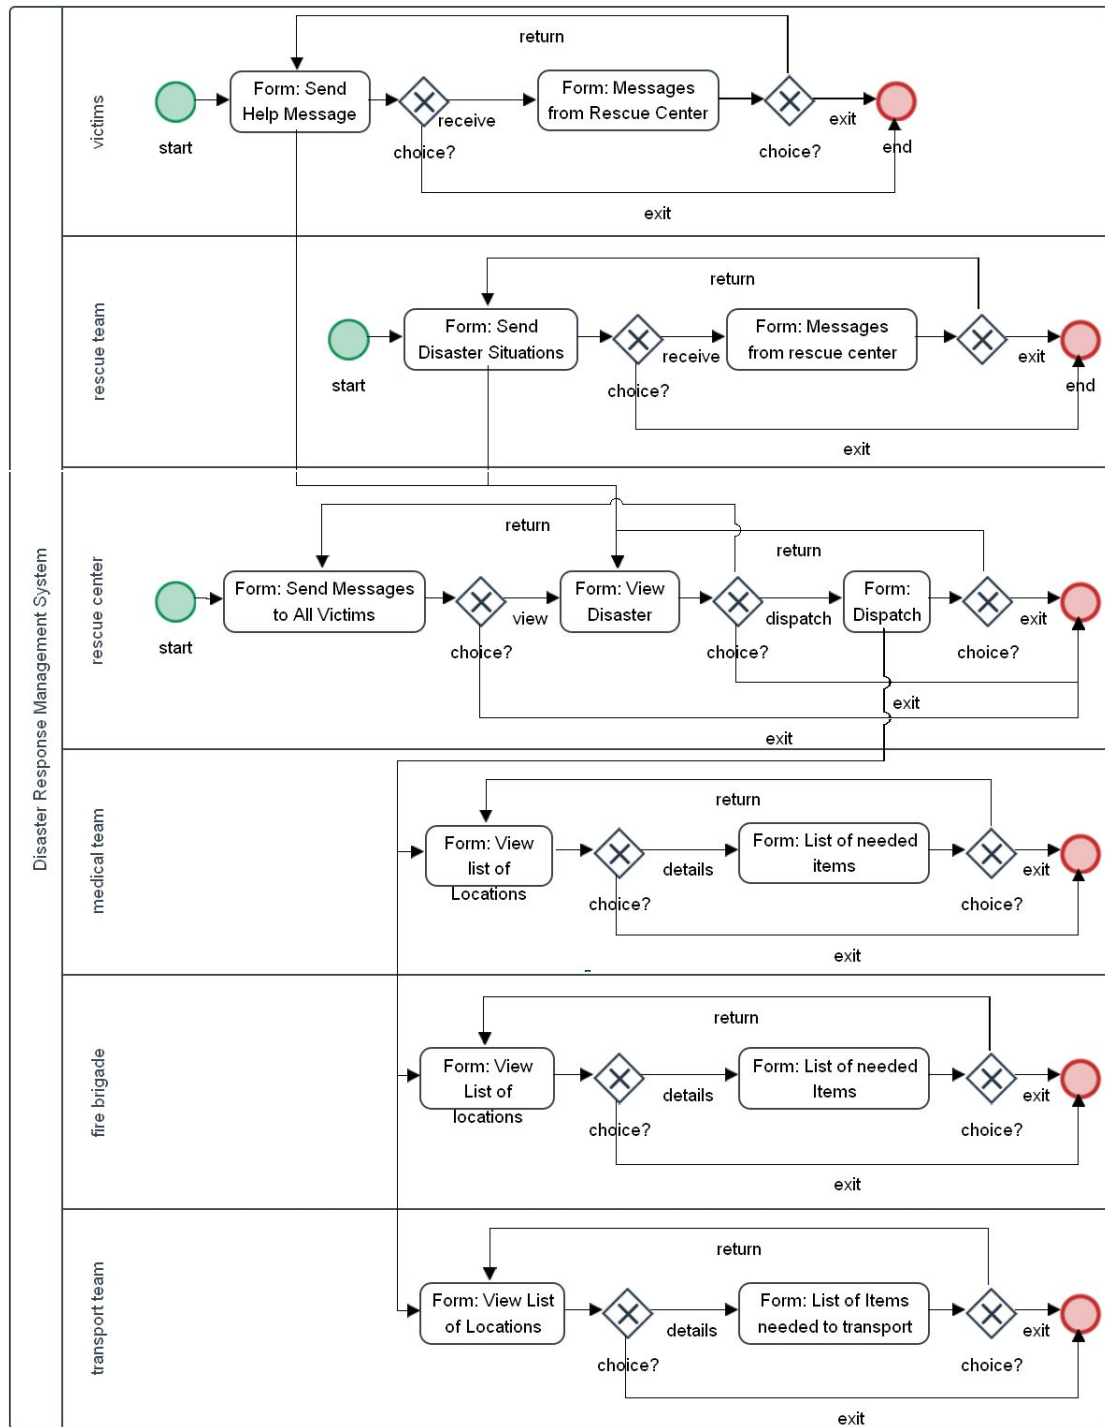 Disaster Response Management System
victims
return
Form: Send
Help Message
Form: Messages
from Rescue Center
receive
exit
start
choice?
choice?
end
exit
rescue team
return
Form: Send
Disaster Situations
Form: Messages
from rescue center
receive
exit
start
choice?
end
exit
rescue center
return
return
Form: Send Messages
to All Victims
Form: View
Disaster
Form:
Dispatch
view
dispatch
exit
start
choice?
choice?
choice?
exit
exit
medical team
return
Form: View
list of
Locations
Form: List of needed
items
details
exit
choice?
choice?
exit
fire brigade
return
Form: View
List of
locations
Form: List of needed
Items
details
exit
choice?
choice?
exit
transport team
return
Form: View List
of Locations
Form: List of Items
needed to transport
details
exit
choice?
choice?
exit